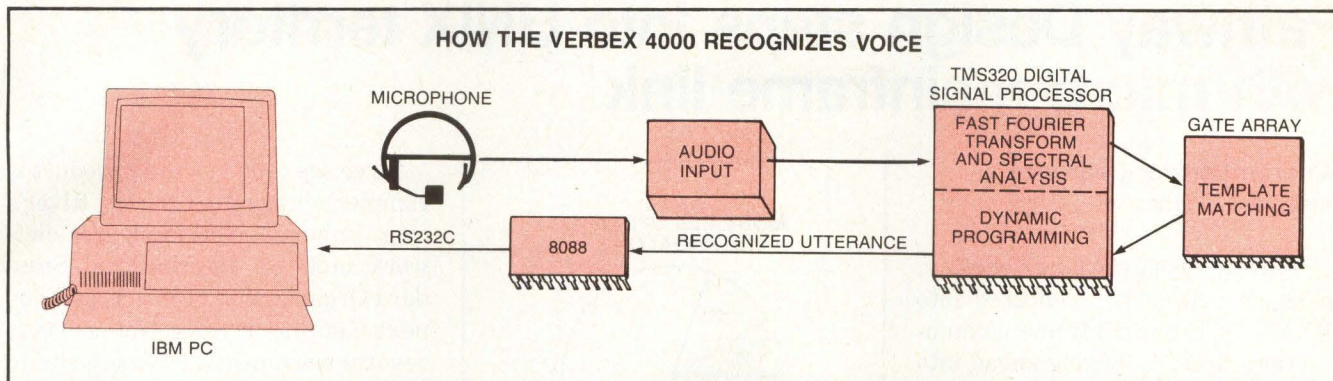 HOW THE VERBEX 4000 RECOGNIZES VOICE
MICROPHONE
AUDIO
INPUT
TMS320 DIGITAL
SIGNAL PROCESSOR
FAST FOURIER
TRANSFORM
AND SPECTRAL
ANALYSIS
DYNAMIC
PROGRAMMING
GATE ARRAY
TEMPLATE
MATCHING
RECOGNIZED UTTERANCE
8088
RS232C
IBM PC